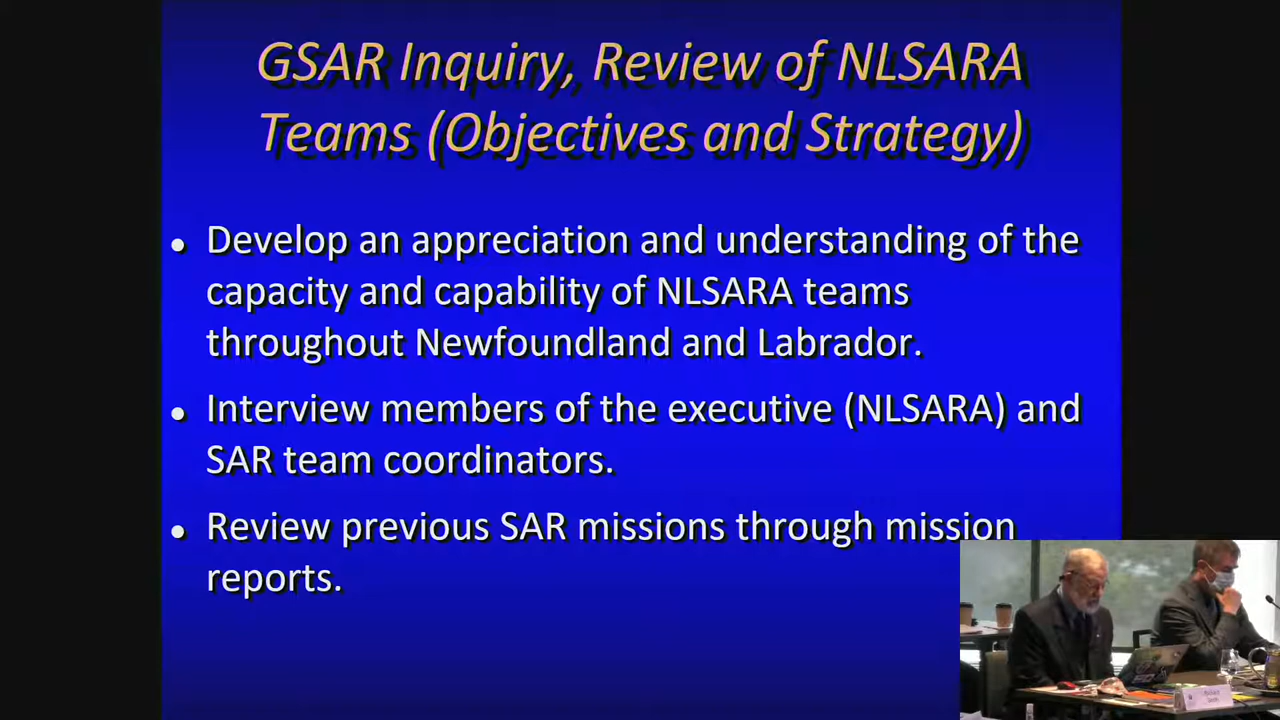 GSAR Inquiry, Review of NLSARA
Teams (Objectives and Strategy)
• Develop an appreciation and understanding of the
capacity and capability of NLSARA teams
throughout Newfoundland and Labrador.
• Interview members of the executive (NLSARA) and
SAR team coordinators.
• Review previous SAR missions through mission
reports.